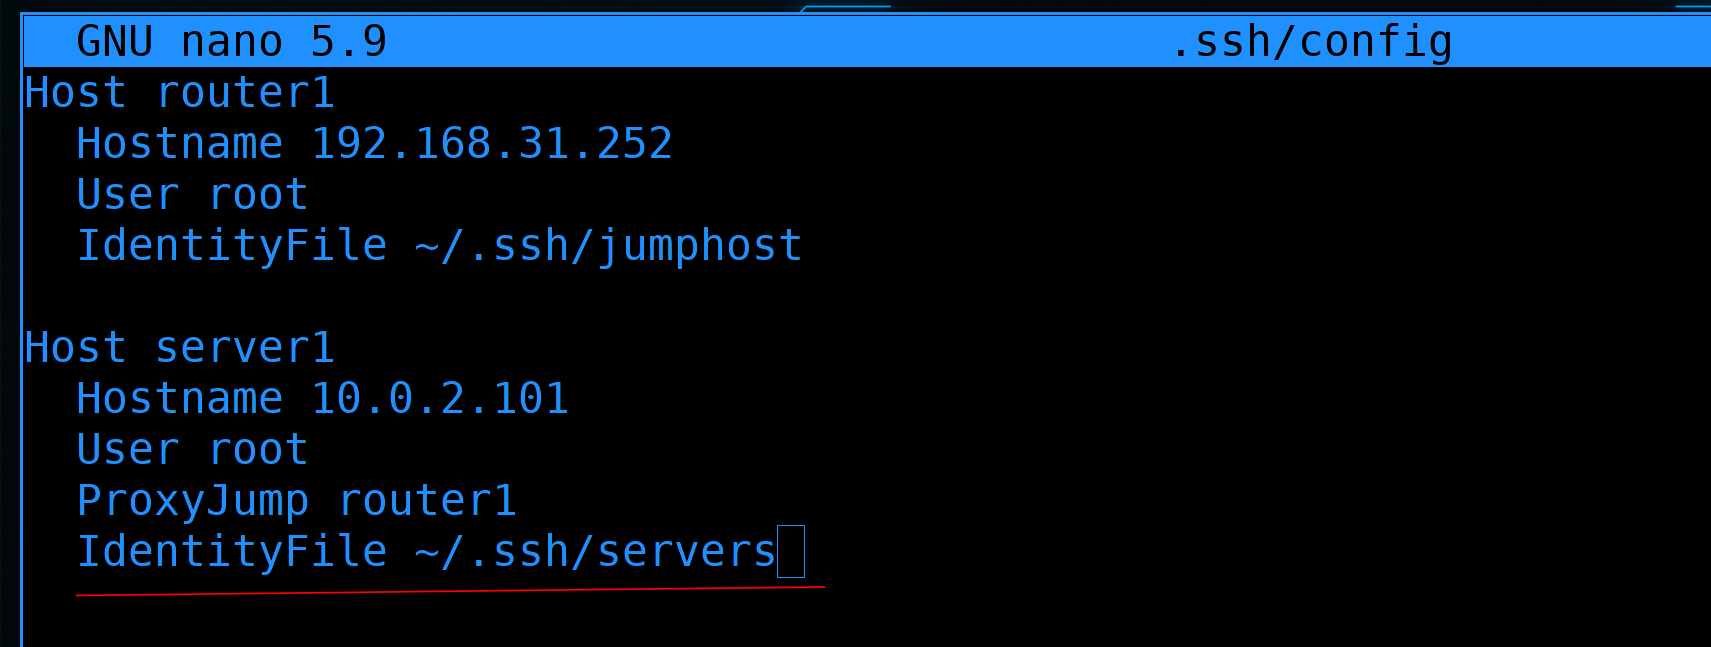 GNU nano 5.9 .ssh/config
Host router1
  Hostname 192.168.31.252
  User root
  IdentityFile ~/.ssh/jumphost

Host server1
  Hostname 10.0.2.101
  User root
  ProxyJump router1
  IdentityFile ~/.ssh/servers